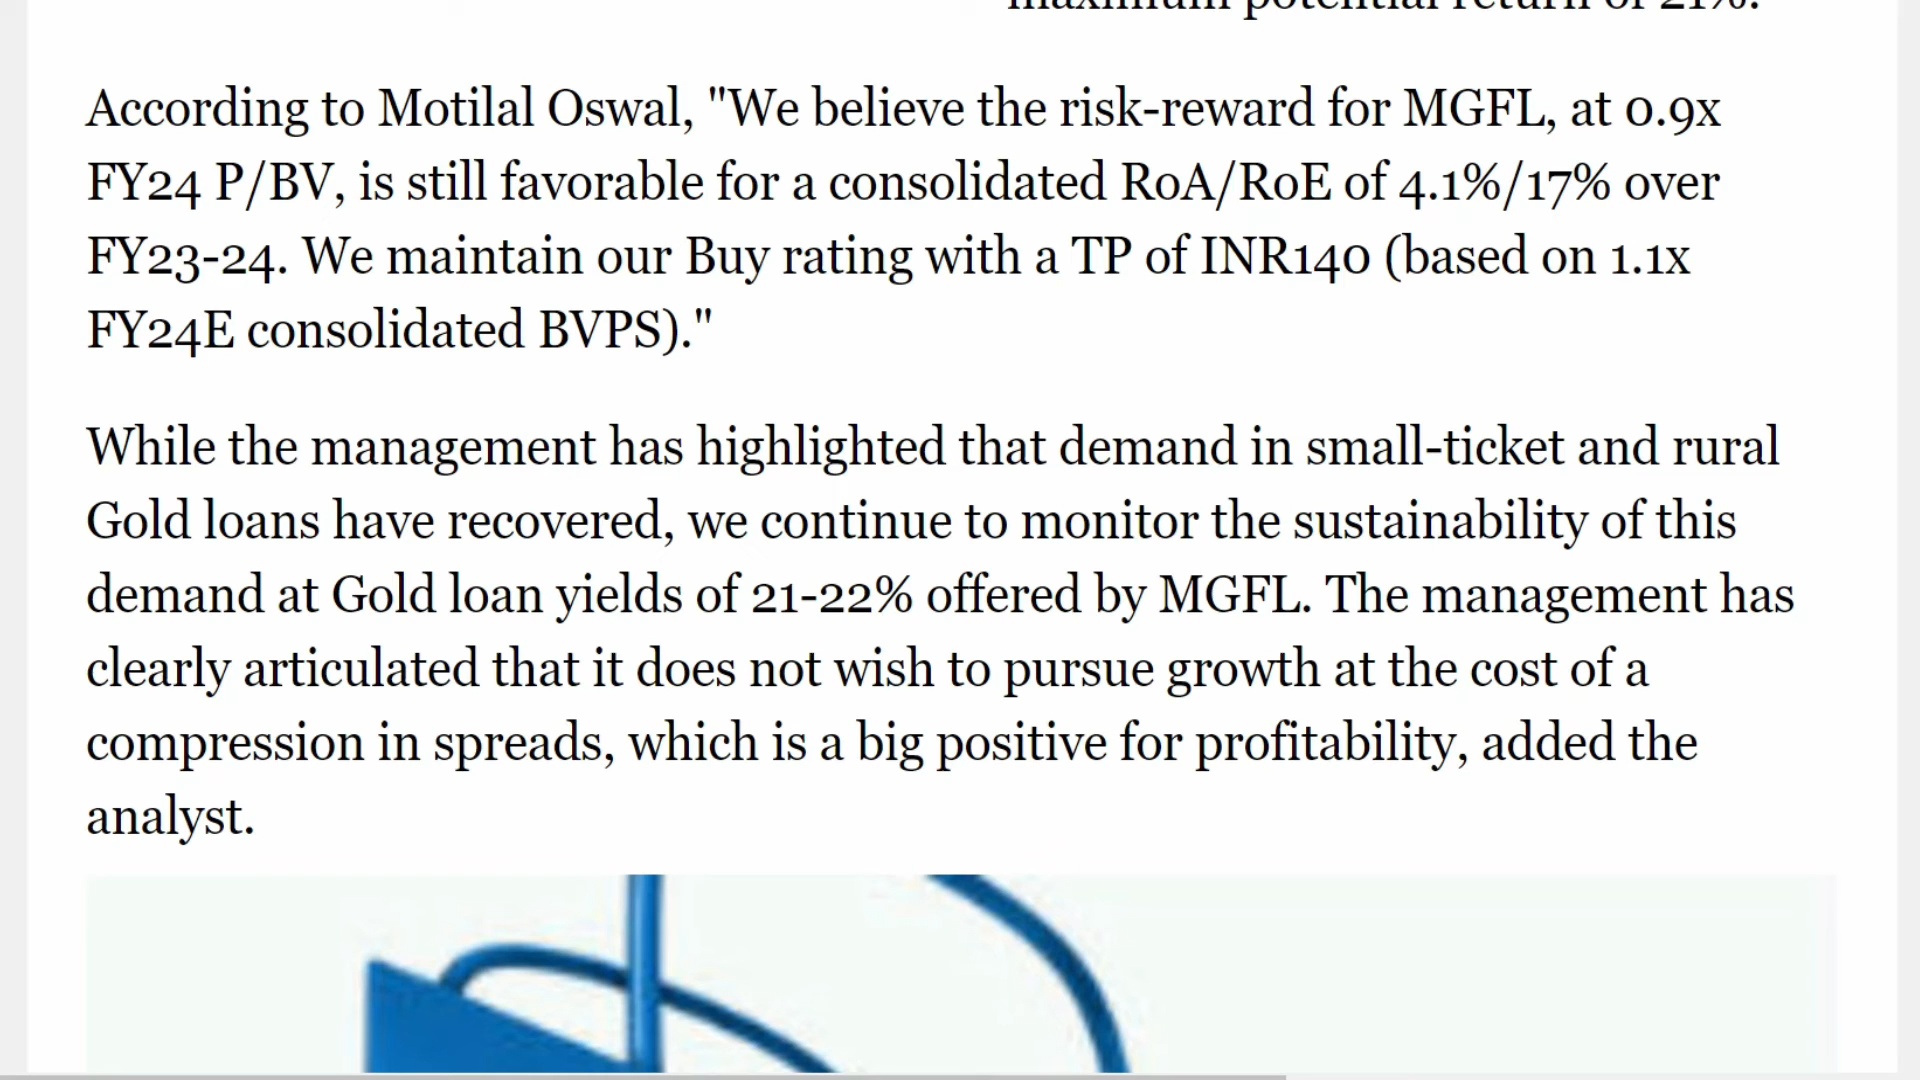 maximum potential return of 21%.
According to Motilal Oswal, "We believe the risk-reward for MGFL, at 0.9x
FY24 P/BV, is still favorable for a consolidated RoA/RoE of 4.1%/17% over
FY23-24. We maintain our Buy rating with a TP of INR140 (based on 1.1x
FY24E consolidated BVPS)."
While the management has highlighted that demand in small-ticket and rural
Gold loans have recovered, we continue to monitor the sustainability of this
demand at Gold loan yields of 21-22% offered by MGFL. The management has
clearly articulated that it does not wish to pursue growth at the cost of a
compression in spreads, which is a big positive for profitability, added the
analyst.